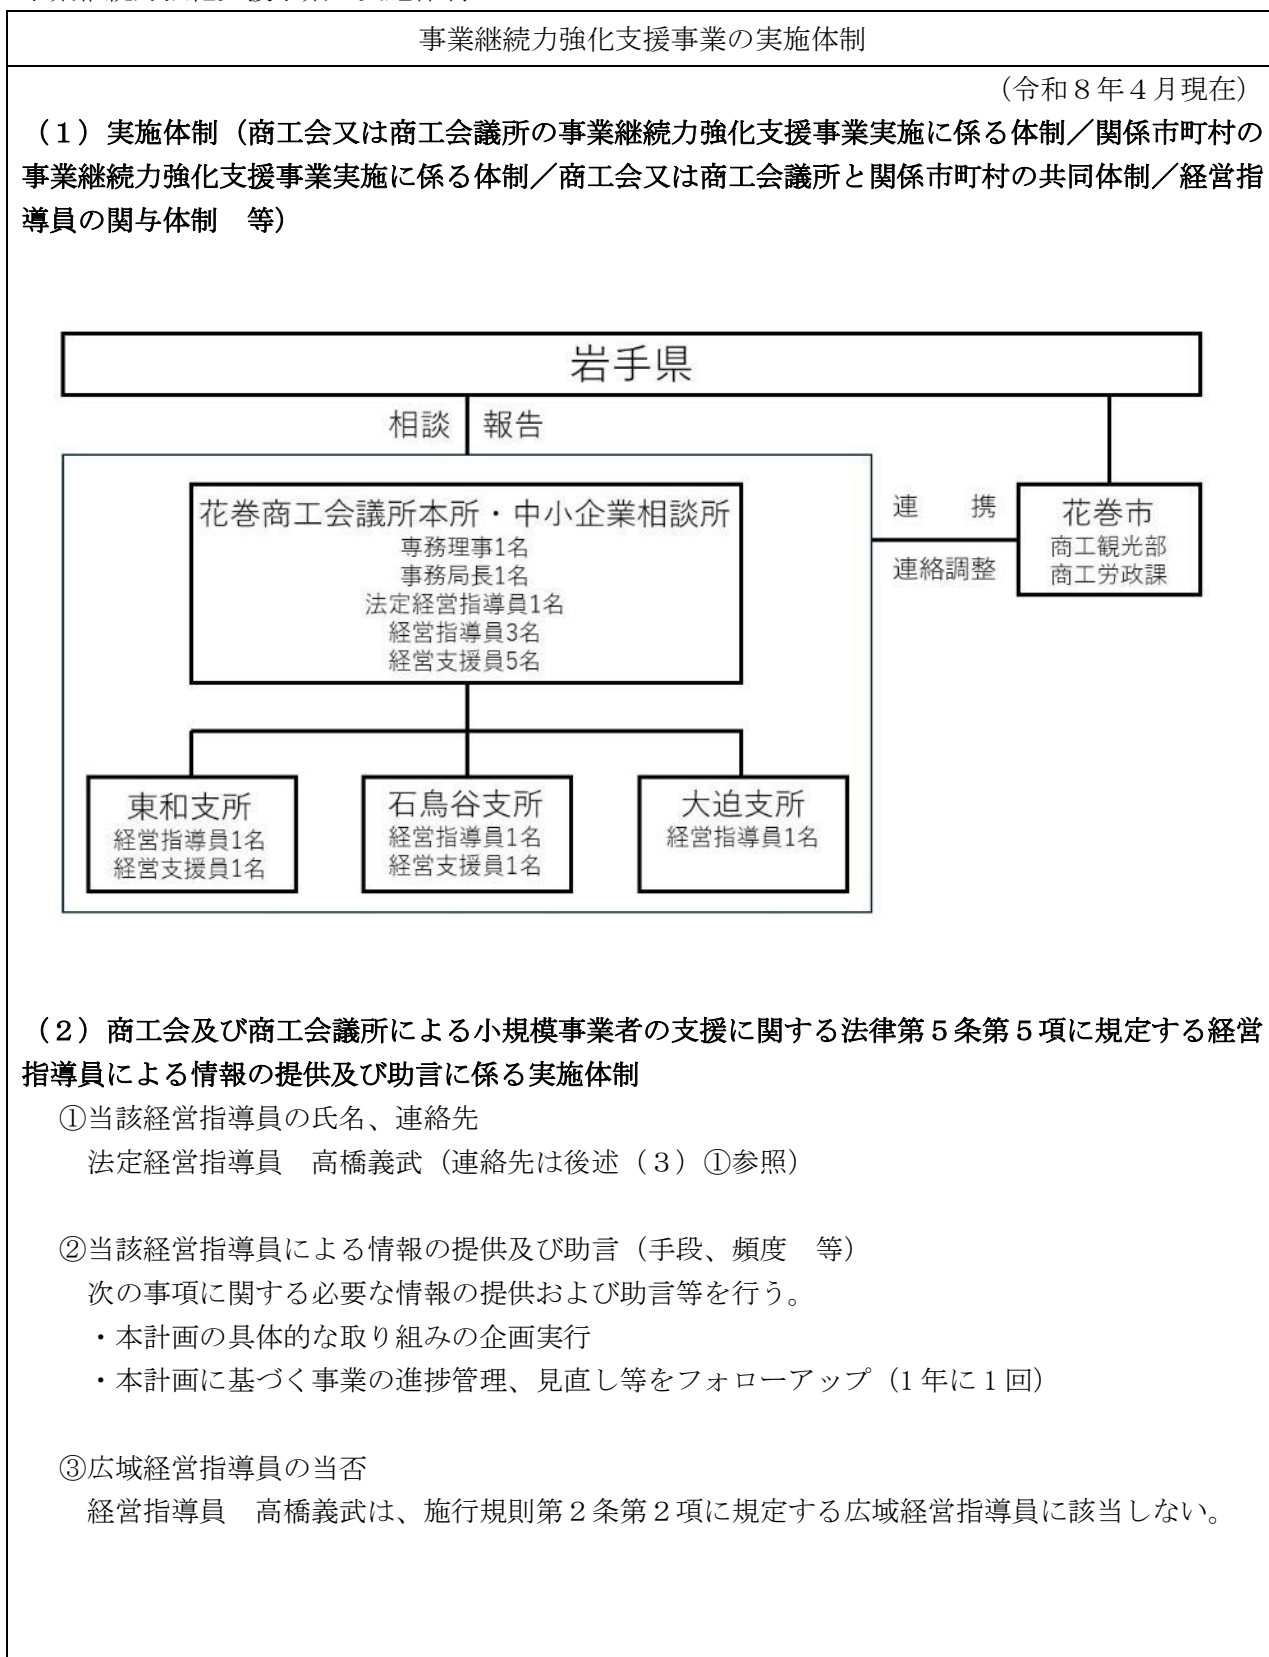 事業継続力強化支援事業の実施体制
（令和８年４月現在）
（１）実施体制（商工会又は商工会議所の事業継続力強化支援事業実施に係る体制／関係市町村の
事業継続力強化支援事業実施に係る体制／商工会又は商工会議所と関係市町村の共同体制／経営指
導員の関与体制　等）
岩手県
相談 報告
花巻商工会議所本所・中小企業相談所
専務理事1名
事務局長1名
法定経営指導員1名
経営指導員3名
経営支援員5名
連　携
連絡調整
花巻市
商工観光部
商工労政課
東和支所
経営指導員1名
経営支援員1名
石鳥谷支所
経営指導員1名
経営支援員1名
大迫支所
経営指導員1名
（２）商工会及び商工会議所による小規模事業者の支援に関する法律第５条第５項に規定する経営
指導員による情報の提供及び助言に係る実施体制
①当該経営指導員の氏名、連絡先
法定経営指導員　高橋義武（連絡先は後述（３）①参照）
②当該経営指導員による情報の提供及び助言（手段、頻度　等）
次の事項に関する必要な情報の提供および助言等を行う。
・本計画の具体的な取り組みの企画実行
・本計画に基づく事業の進捗管理、見直し等をフォローアップ（1年に１回）
③広域経営指導員の当否
経営指導員　高橋義武は、施行規則第２条第２項に規定する広域経営指導員に該当しない。